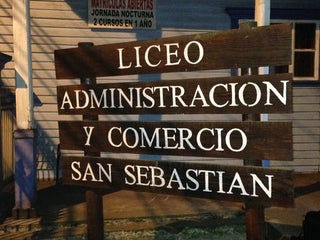 MATRICULAS ABIERTAS
JORNADA NOCTURNA
2 CURSOS EN 1 AÑO
LICEO
ADMINISTRACION
Y COMERCIO
SAN SEBASTIAN